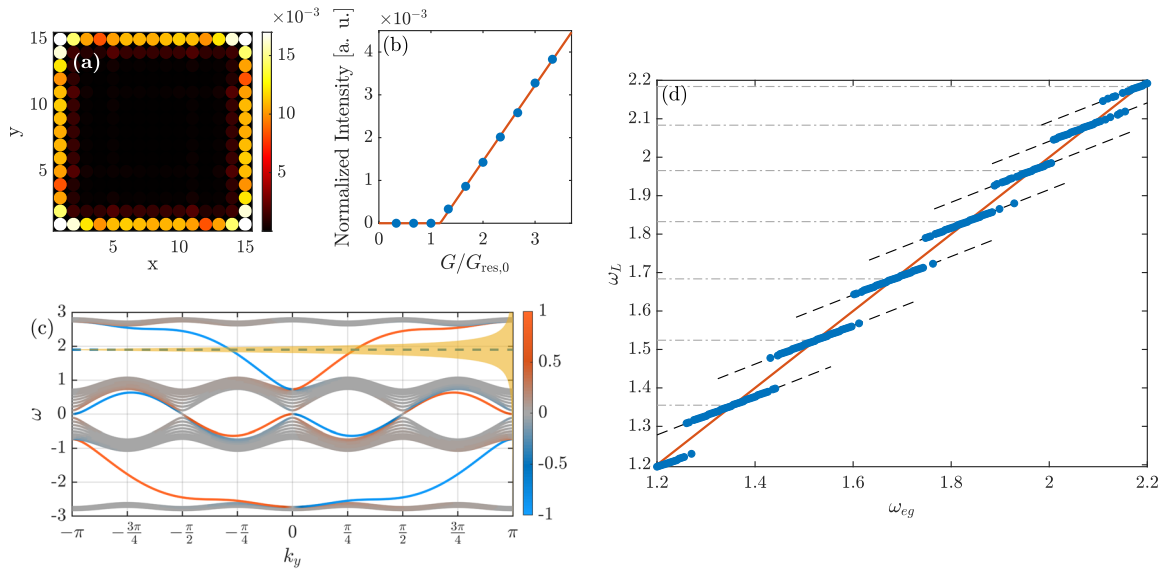 ×10⁻³
15
10
5
y
(a)
5
10
15
x
15
10
5
×10⁻³
4
3
2
1
0
Normalized Intensity [a. u.]
(b)
0
1
2
3
G/G_res,0
(c)
3
2
1
0
-1
-2
-3
ω
−π
−3π/4
−π/2
−π/4
0
π/4
π/2
3π/4
π
k_y
1
0.5
0
-0.5
-1
(d)
2.2
2.1
2
1.9
1.8
1.7
1.6
1.5
1.4
1.3
1.2
ω_L
1.2
1.4
1.6
1.8
2
2.2
ω_eg